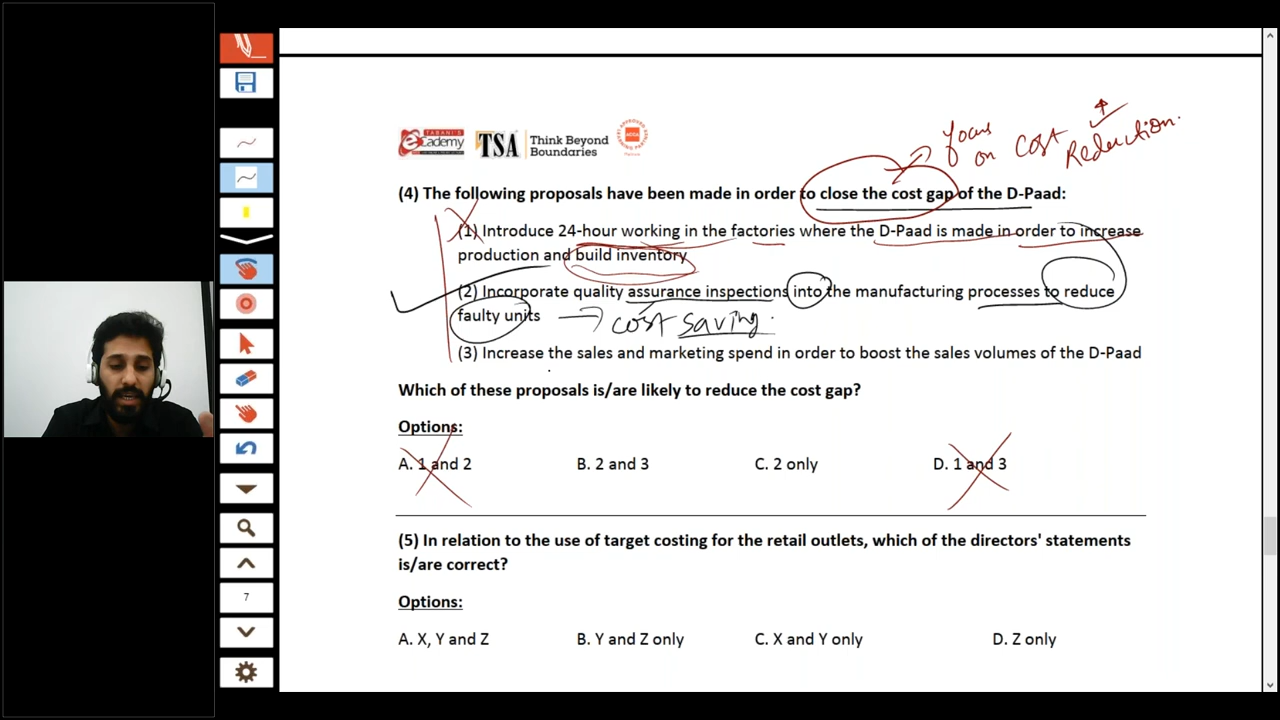 TABANI'S
eCademy
TSA
Think Beyond
Boundaries
ACCA
focus
on cost
Reduction.
(4) The following proposals have been made in order to close the cost gap of the D-Paad:
(1) Introduce 24-hour working in the factories where the D-Paad is made in order to increase
production and build inventory
(2) Incorporate quality assurance inspections into the manufacturing processes to reduce
faulty units
cost saving.
(3) Increase the sales and marketing spend in order to boost the sales volumes of the D-Paad
Which of these proposals is/are likely to reduce the cost gap?
Options:
A. 1 and 2 B. 2 and 3 C. 2 only D. 1 and 3
(5) In relation to the use of target costing for the retail outlets, which of the directors' statements
is/are correct?
Options:
A. X, Y and Z B. Y and Z only C. X and Y only D. Z only
7